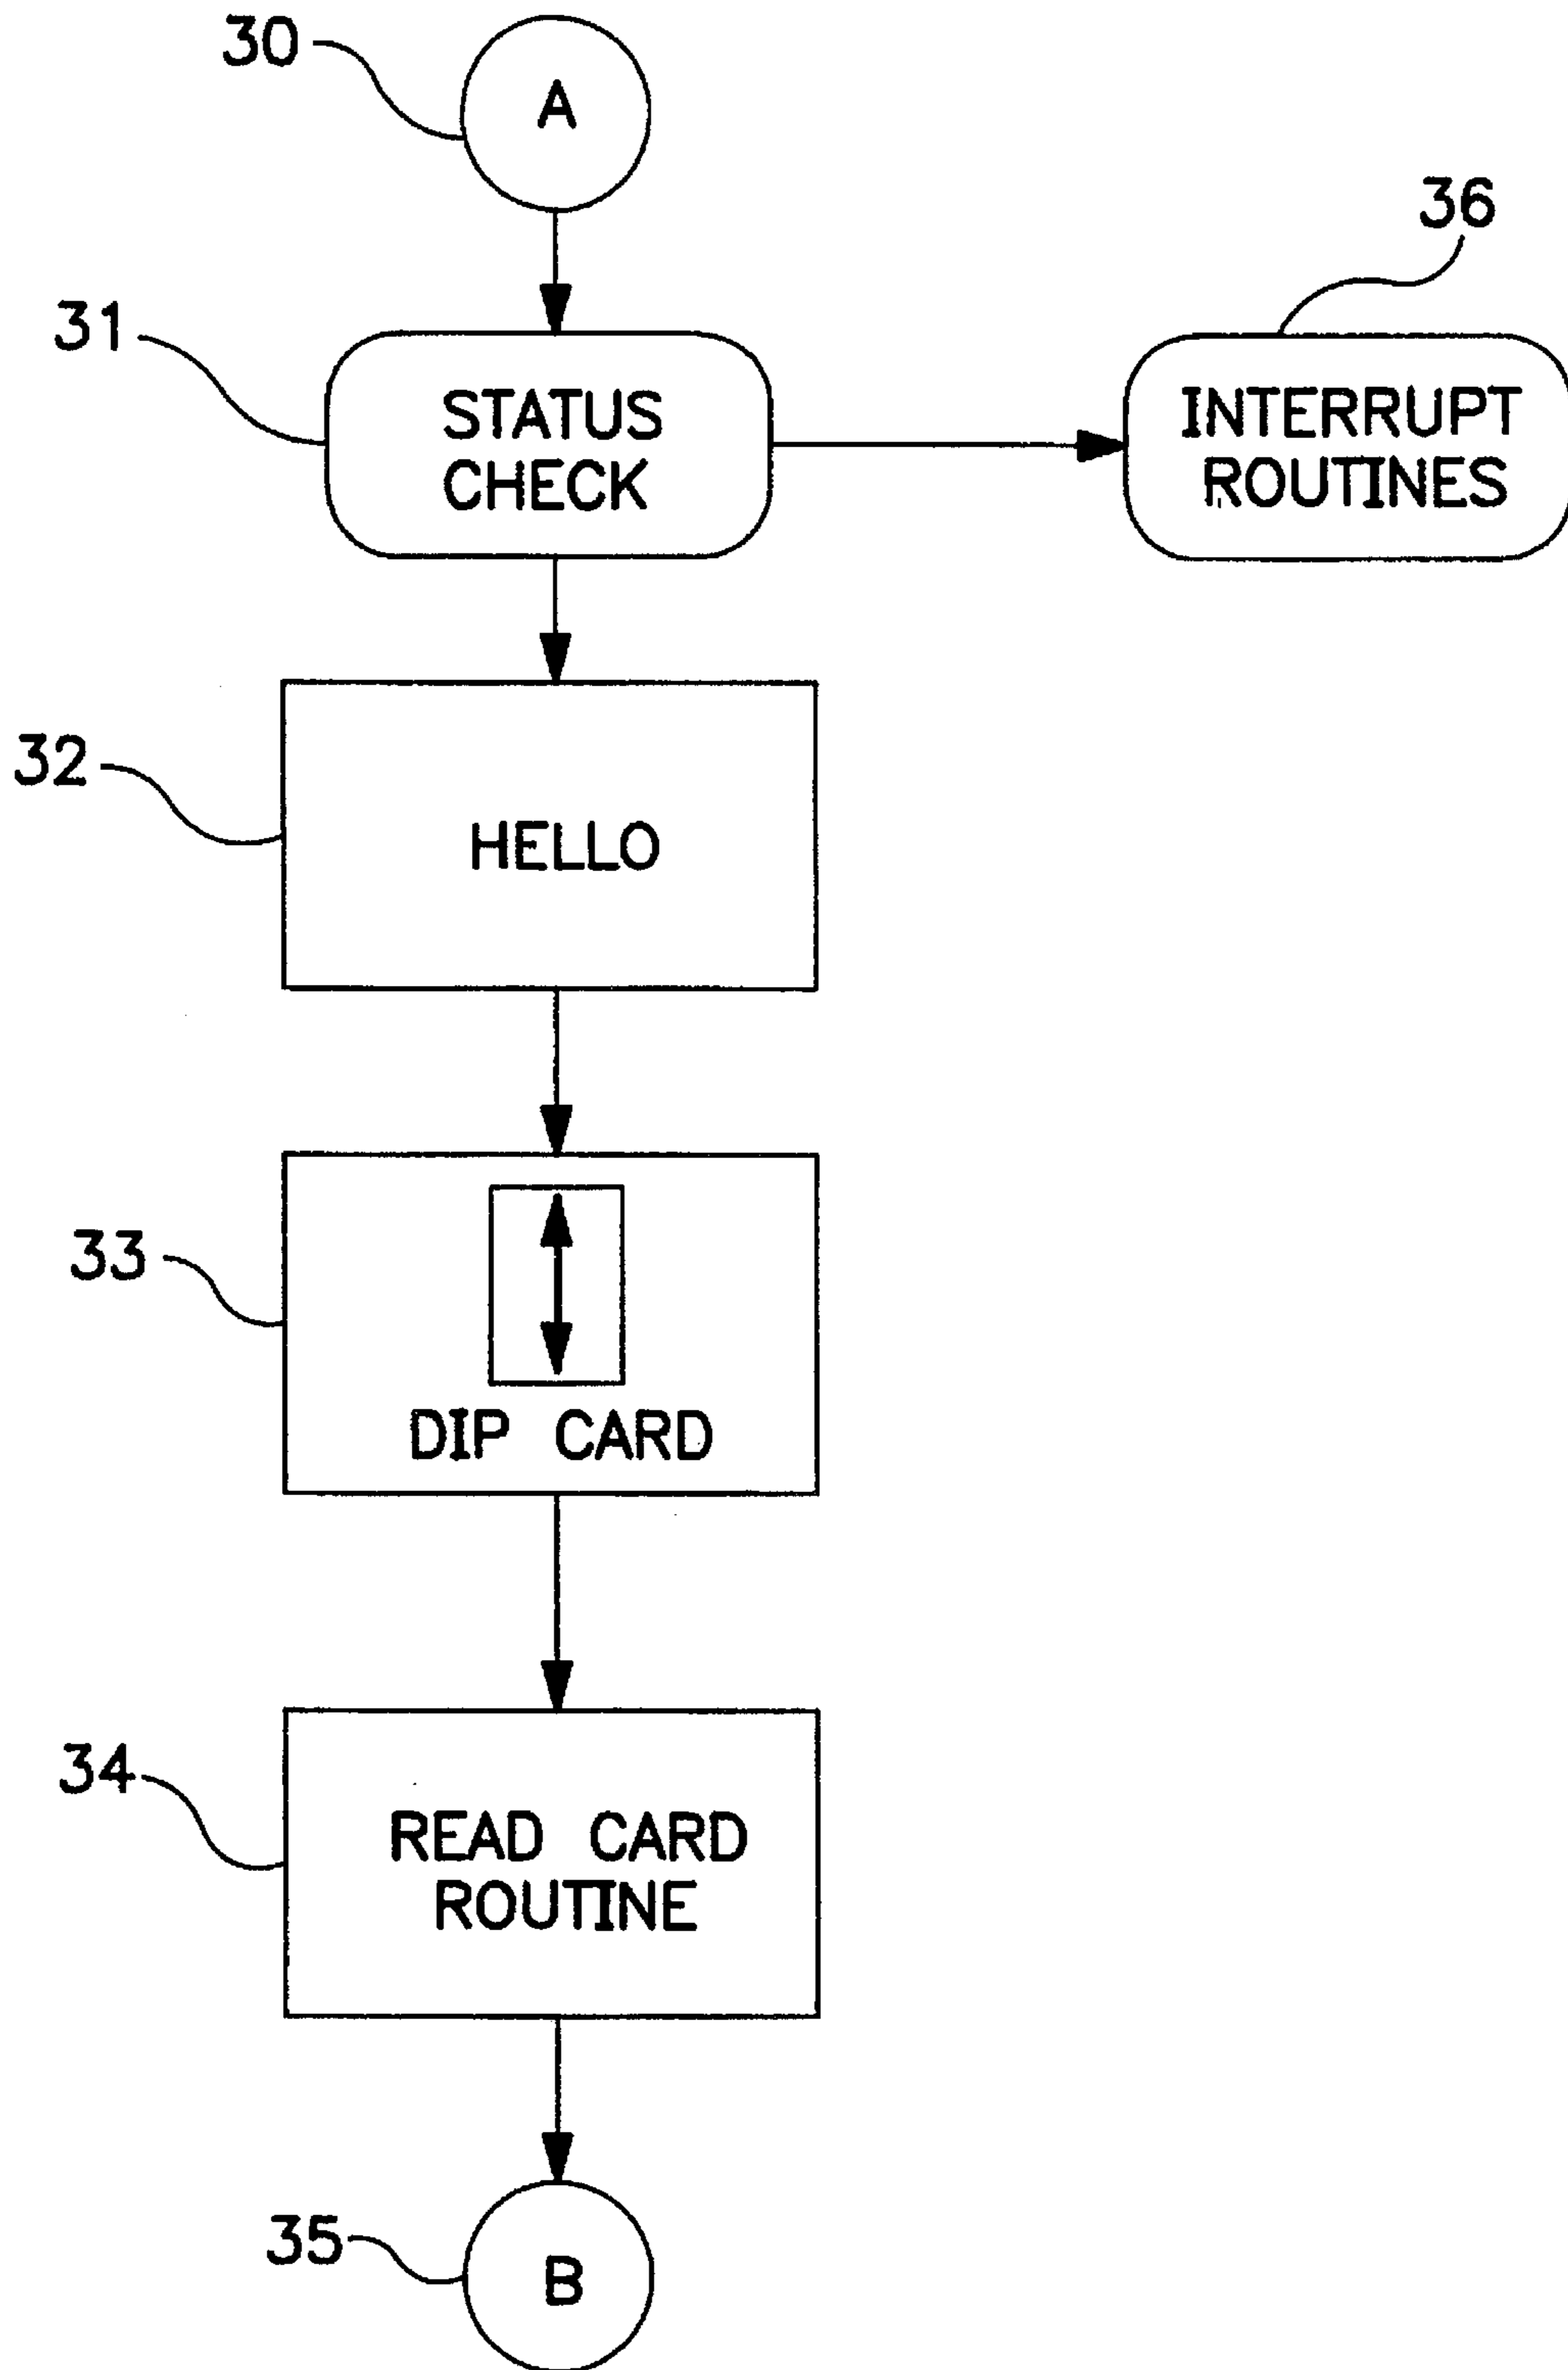 30
A
36
31
STATUS
CHECK
INTERRUPT
ROUTINES
32
HELLO
33
DIP CARD
34
READ CARD
ROUTINE
35
B